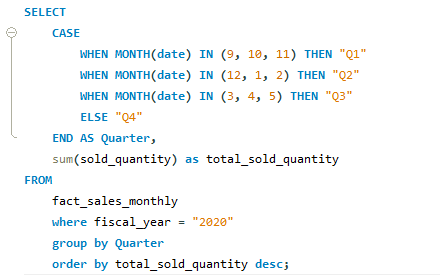 SELECT
CASE
WHEN MONTH(date) IN (9, 10, 11) THEN "Q1"
WHEN MONTH(date) IN (12, 1, 2) THEN "Q2"
WHEN MONTH(date) IN (3, 4, 5) THEN "Q3"
ELSE "Q4"
END AS Quarter,
sum(sold_quantity) as total_sold_quantity
FROM
fact_sales_monthly
where fiscal_year = "2020"
group by Quarter
order by total_sold_quantity desc;